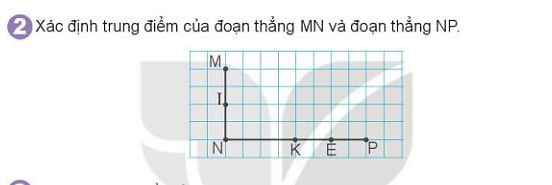 2 Xác định trung điểm của đoạn thẳng MN và đoạn thẳng NP.
M
I
N K E P